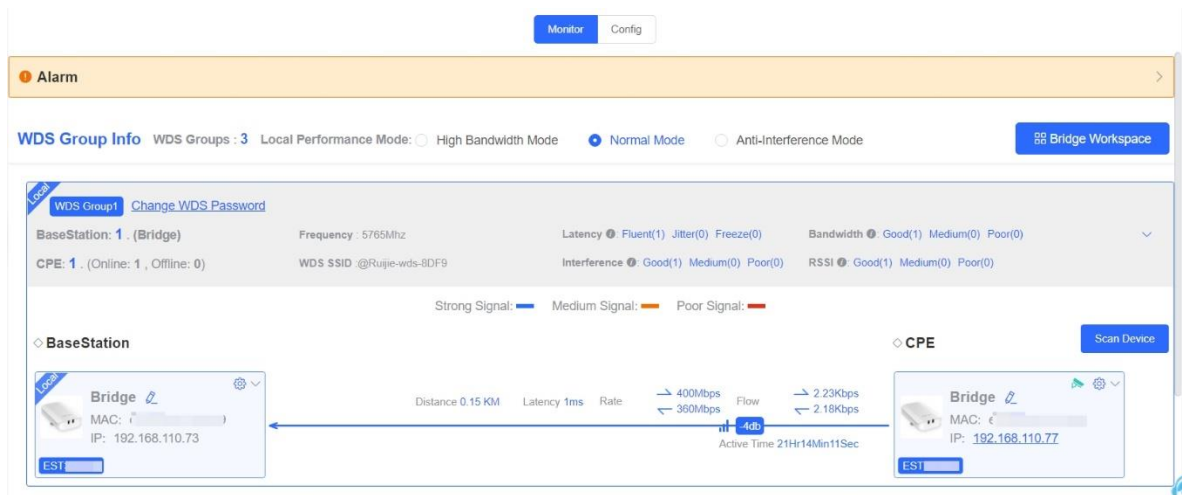 Monitor Config
Alarm
WDS Group Info WDS Groups : 3 Local Performance Mode: High Bandwidth Mode Normal Mode Anti-Interference Mode Bridge Workspace
Local
WDS Group1 Change WDS Password
BaseStation: 1 . (Bridge) Frequency : 5765Mhz Latency : Fluent(1) Jitter(0) Freeze(0) Bandwidth : Good(1) Medium(0) Poor(0)
CPE: 1 . (Online: 1 , Offline: 0) WDS SSID :@Ruijie-wds-8DF9 Interference : Good(1) Medium(0) Poor(0) RSSI : Good(1) Medium(0) Poor(0)
Strong Signal: Medium Signal: Poor Signal:
BaseStation CPE Scan Device
Local
Bridge
MAC:
IP: 192.168.110.73
EST
Distance 0.15 KM Latency 1ms Rate 400Mbps 360Mbps Flow 2.23Kbps 2.18Kbps
-4db
Active Time 21Hr14Min11Sec
Bridge
MAC:
IP: 192.168.110.77
EST